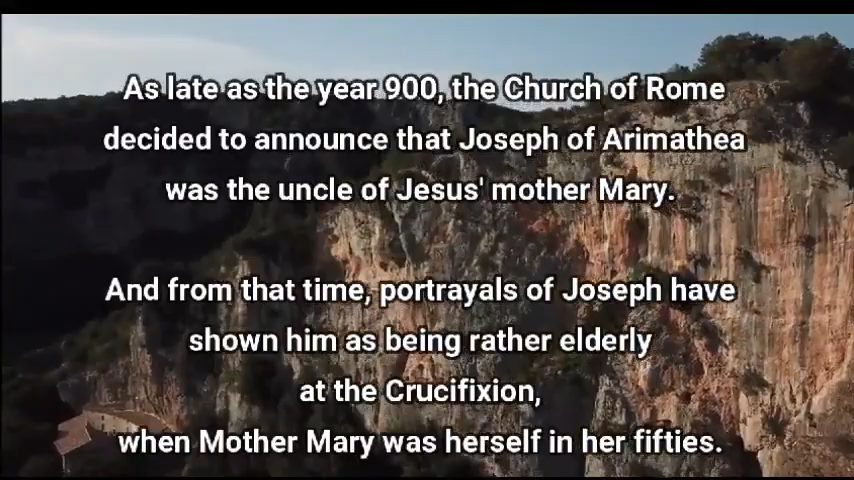 As late as the year 900, the Church of Rome
decided to announce that Joseph of Arimathea
was the uncle of Jesus' mother Mary.
And from that time, portrayals of Joseph have
shown him as being rather elderly
at the Crucifixion,
when Mother Mary was herself in her fifties.